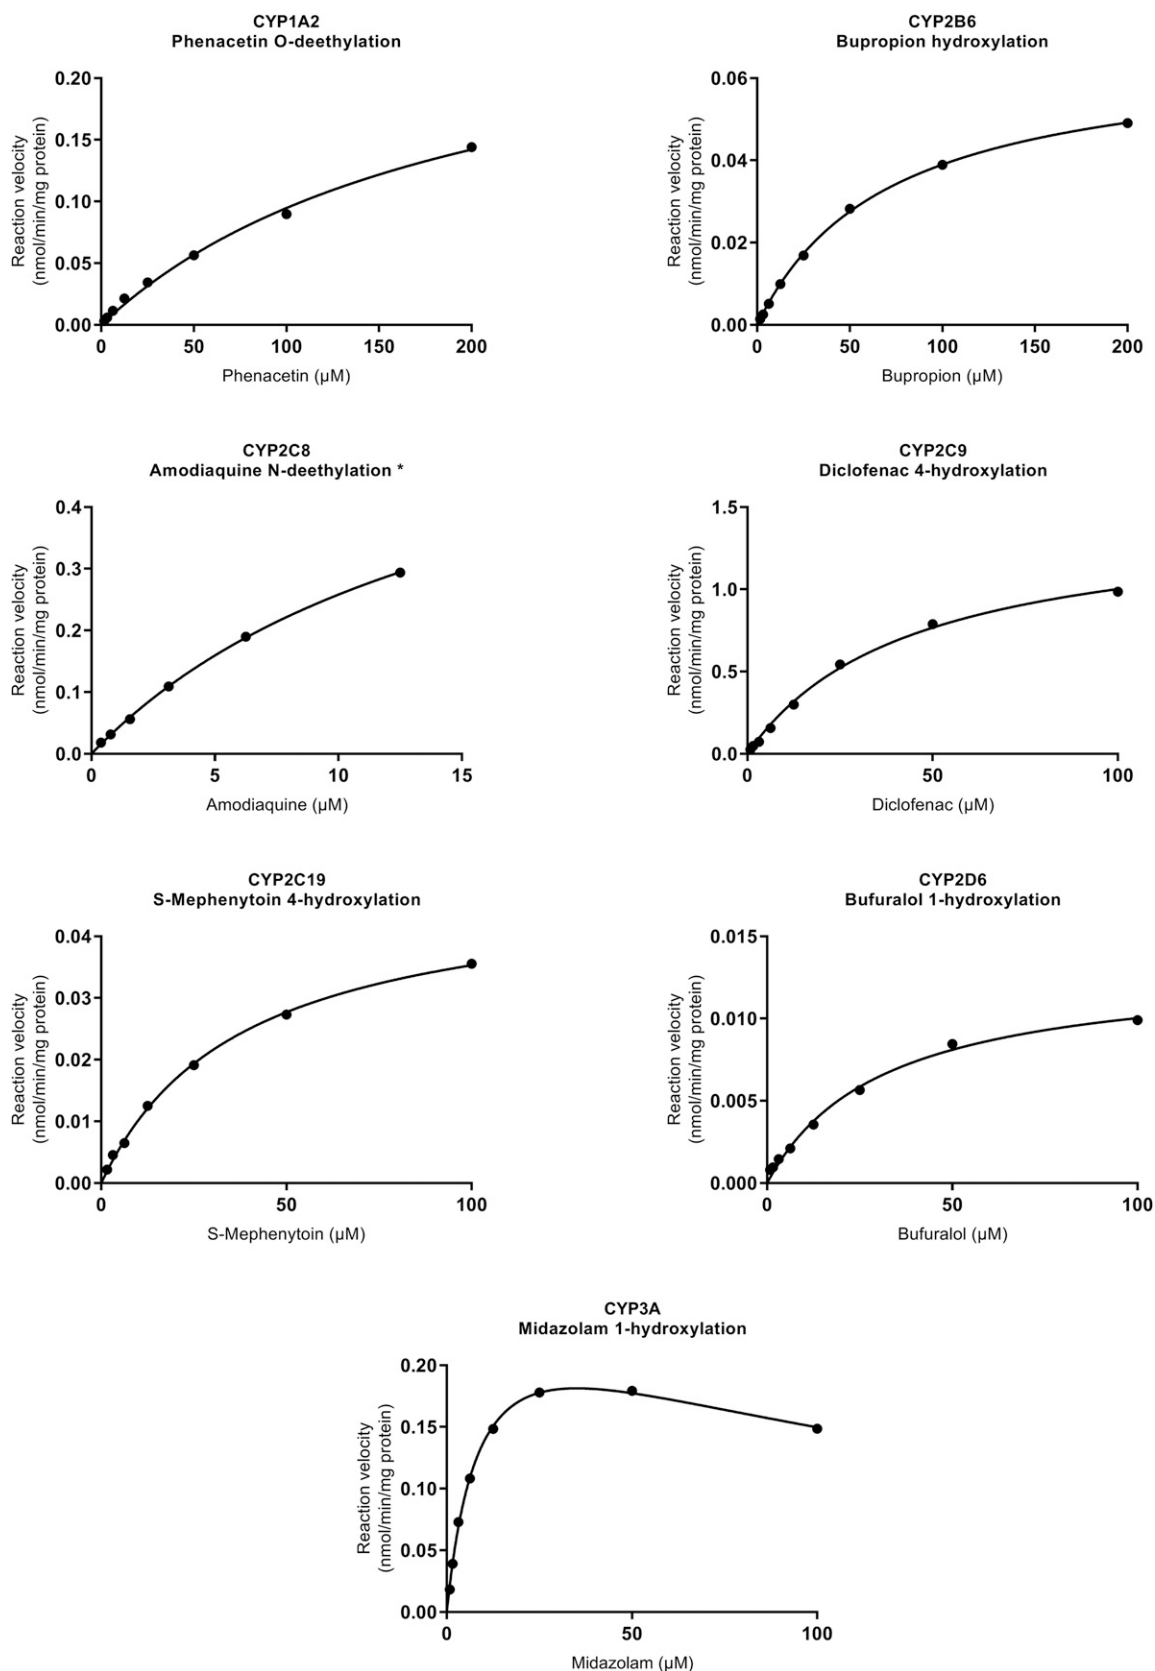 CYP1A2
Phenacetin O-deethylation
Reaction velocity
(nmol/min/mg protein)
0.20
0.15
0.10
0.05
0.00
0 50 100 150 200
Phenacetin (µM)
CYP2B6
Bupropion hydroxylation
Reaction velocity
(nmol/min/mg protein)
0.06
0.04
0.02
0.00
0 50 100 150 200
Bupropion (µM)
CYP2C8
Amodiaquine N-deethylation *
Reaction velocity
(nmol/min/mg protein)
0.4
0.3
0.2
0.1
0.0
0 5 10 15
Amodiaquine (µM)
CYP2C9
Diclofenac 4-hydroxylation
Reaction velocity
(nmol/min/mg protein)
1.5
1.0
0.5
0.0
0 50 100
Diclofenac (µM)
CYP2C19
S-Mephenytoin 4-hydroxylation
Reaction velocity
(nmol/min/mg protein)
0.04
0.03
0.02
0.01
0.00
0 50 100
S-Mephenytoin (µM)
CYP2D6
Bufuralol 1-hydroxylation
Reaction velocity
(nmol/min/mg protein)
0.015
0.010
0.005
0.000
0 50 100
Bufuralol (µM)
CYP3A
Midazolam 1-hydroxylation
Reaction velocity
(nmol/min/mg protein)
0.20
0.15
0.10
0.05
0.00
0 50 100
Midazolam (µM)